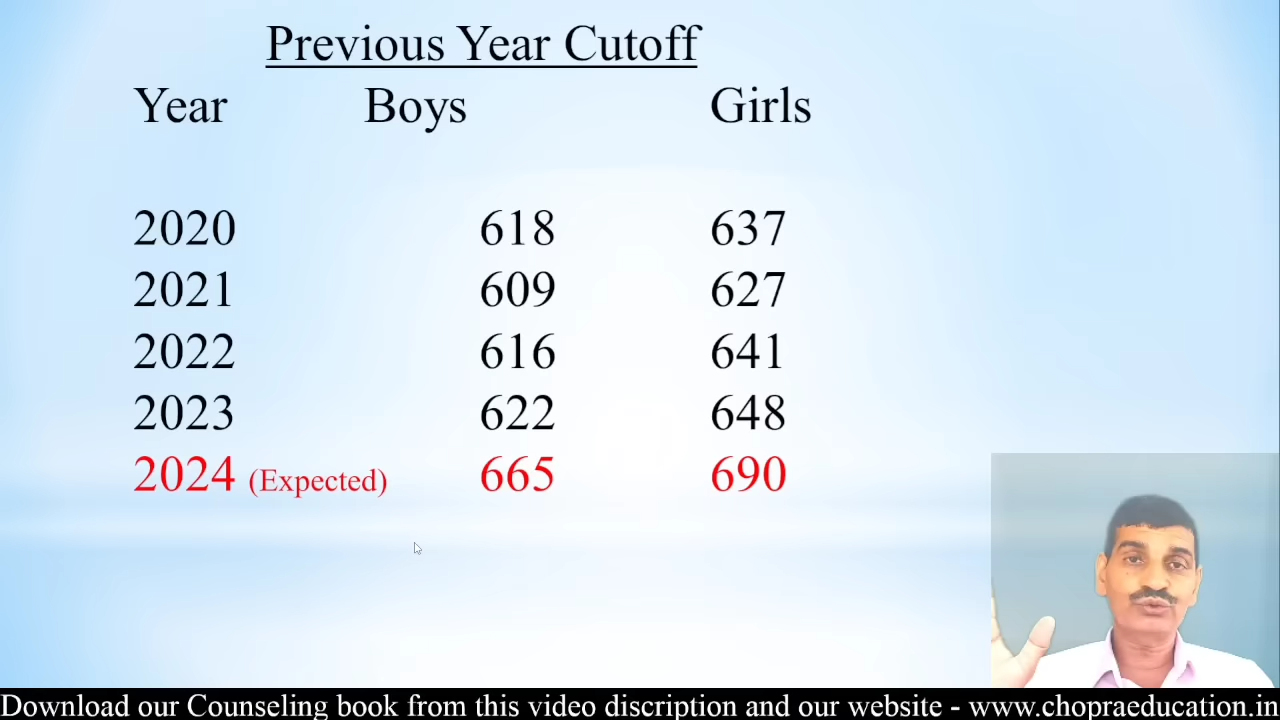 Previous Year Cutoff
Year Boys Girls
2020 618 637
2021 609 627
2022 616 641
2023 622 648
2024 (Expected) 665 690
Download our Counseling book from this video discription and our website - www.chopraeducation.in